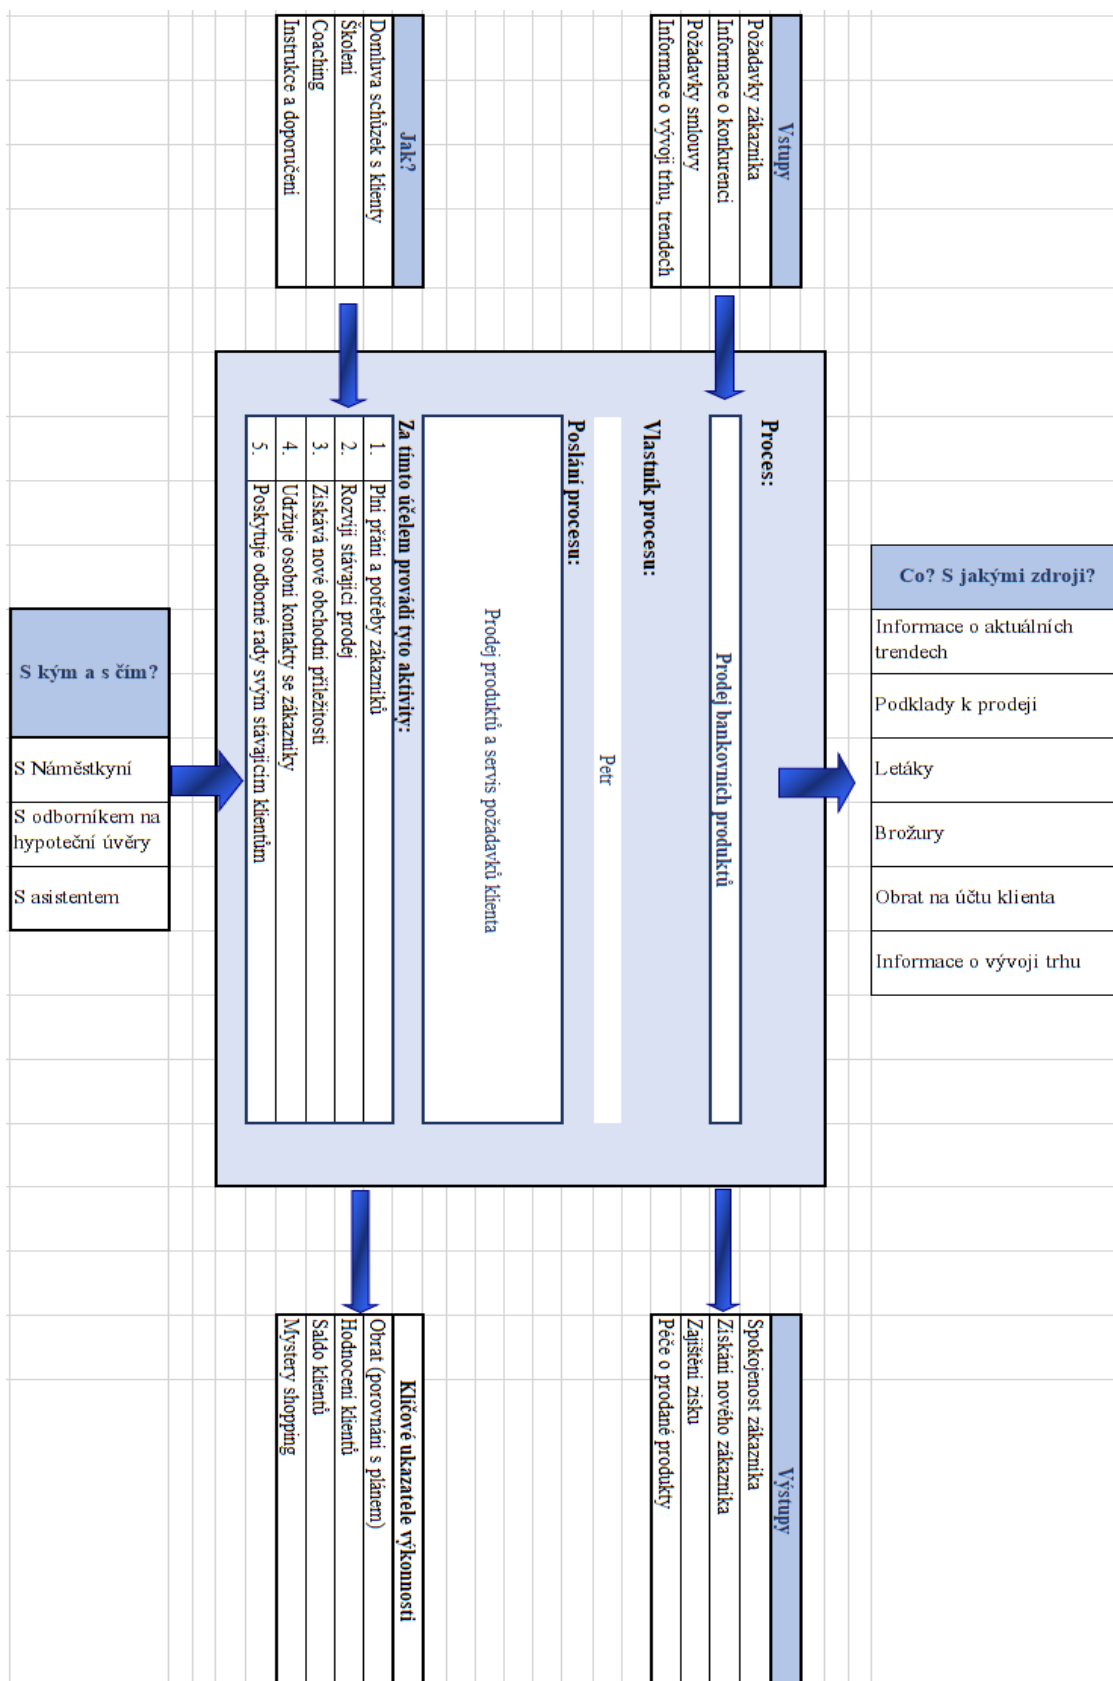 Vstupy
Požadavky zákazníka
Informace o konkurenci
Požadavky smlouvy
Informace o vývoji trhu, trendech
Jak?
Domluva schůzek s klienty
Školení
Coaching
Instrukce a doporučení
Co? S jakými zdroji?
Informace o aktuálních
trendech
Podklady k prodeji
Letáky
Brožury
Obrat na účtu klienta
Informace o vývoji trhu
Proces:
Prodej bankovních produktů
Vlastník procesu:
Petr
Poslání procesu:
Prodej produktů a servis požadavků klienta
Za tímto účelem provádí tyto aktivity:
1. Plní přání a potřeby zákazníků
2. Rozvíjí stávající prodej
3. Získává nové obchodní příležitosti
4. Udržuje osobní kontakty se zákazníky
5. Poskytuje odborné rady svým stávajícím klientům
S kým a s čím?
S Náměstkyní
S odborníkem na
hypoteční úvěry
S asistentem
Výstupy
Spokojenost zákazníka
Získání nového zákazníka
Zajištění zisku
Péče o prodané produkty
Klíčové ukazatele výkonnosti
Obrat (porovnání s plánem)
Hodnocení klientů
Saldo klientů
Mystery shopping